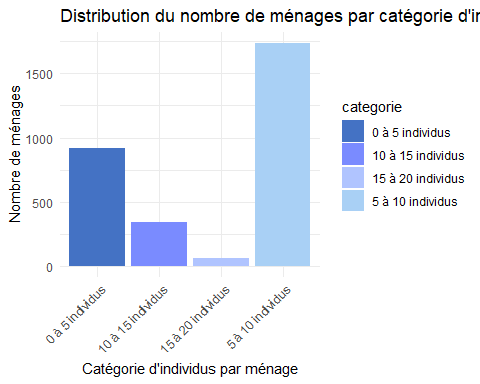 Distribution du nombre de ménages par catégorie d'i
Nombre de ménages
1500
1000
500
0
0 à 5 individus
10 à 15 individus
15 à 20 individus
5 à 10 individus
Catégorie d'individus par ménage
categorie
0 à 5 individus
10 à 15 individus
15 à 20 individus
5 à 10 individus